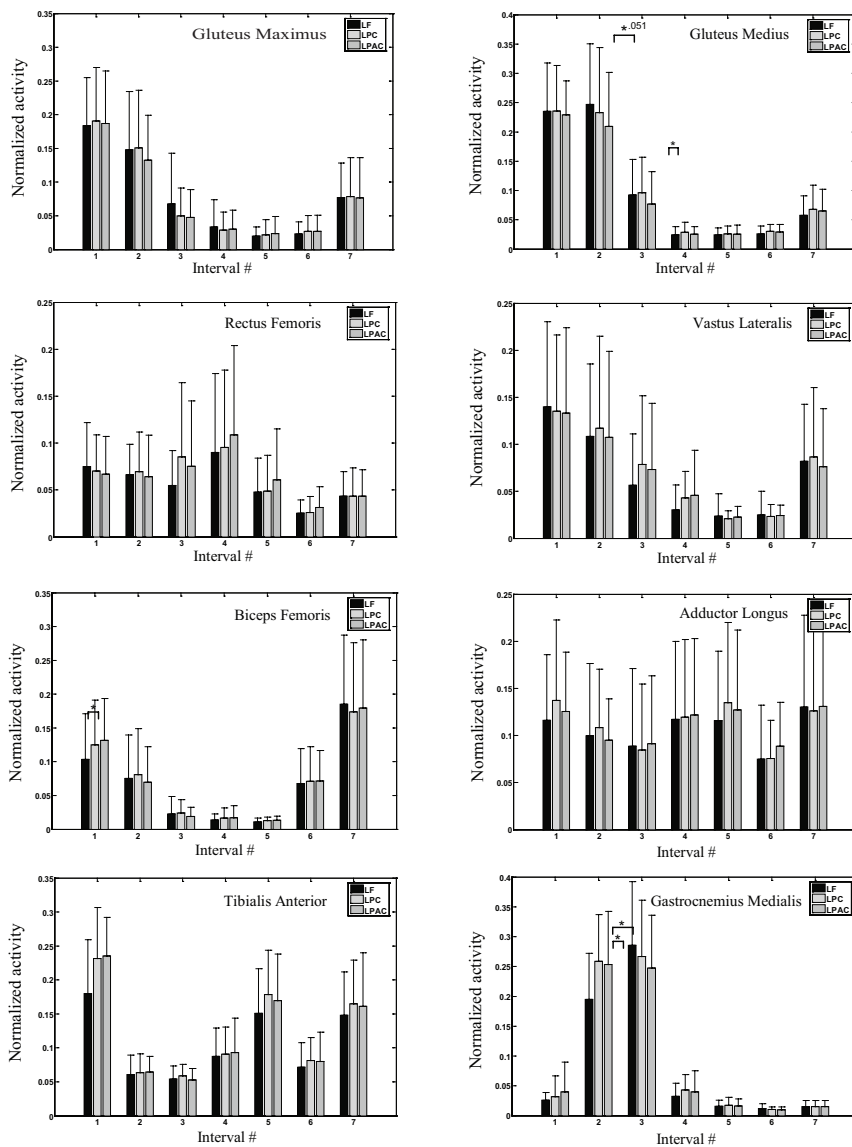 Gluteus Maximus
LF
LPC
LPAC
Normalized activity
0.35
0.3
0.25
0.2
0.15
0.1
0.05
0
1 2 3 4 5 6 7
Interval #
Gluteus Medius
LF
LPC
LPAC
Normalized activity
0.4
0.35
0.3
0.25
0.2
0.15
0.1
0.05
0
* .051
*
1 2 3 4 5 6 7
Interval #
Rectus Femoris
LF
LPC
LPAC
Normalized activity
0.25
0.2
0.15
0.1
0.05
0
1 2 3 4 5 6 7
Interval #
Vastus Lateralis
LF
LPC
LPAC
Normalized activity
0.25
0.2
0.15
0.1
0.05
0
1 2 3 4 5 6 7
Interval #
Biceps Femoris
LF
LPC
LPAC
Normalized activity
0.35
0.3
0.25
0.2
0.15
0.1
0.05
0
*
1 2 3 4 5 6 7
Interval #
Adductor Longus
LF
LPC
LPAC
Normalized activity
0.25
0.2
0.15
0.1
0.05
0
1 2 3 4 5 6 7
Interval #
Tibialis Anterior
LF
LPC
LPAC
Normalized activity
0.35
0.3
0.25
0.2
0.15
0.1
0.05
0
1 2 3 4 5 6 7
Interval #
Gastrocnemius Medialis
LF
LPC
LPAC
Normalized activity
0.4
0.35
0.3
0.25
0.2
0.15
0.1
0.05
0
*
*
1 2 3 4 5 6 7
Interval #